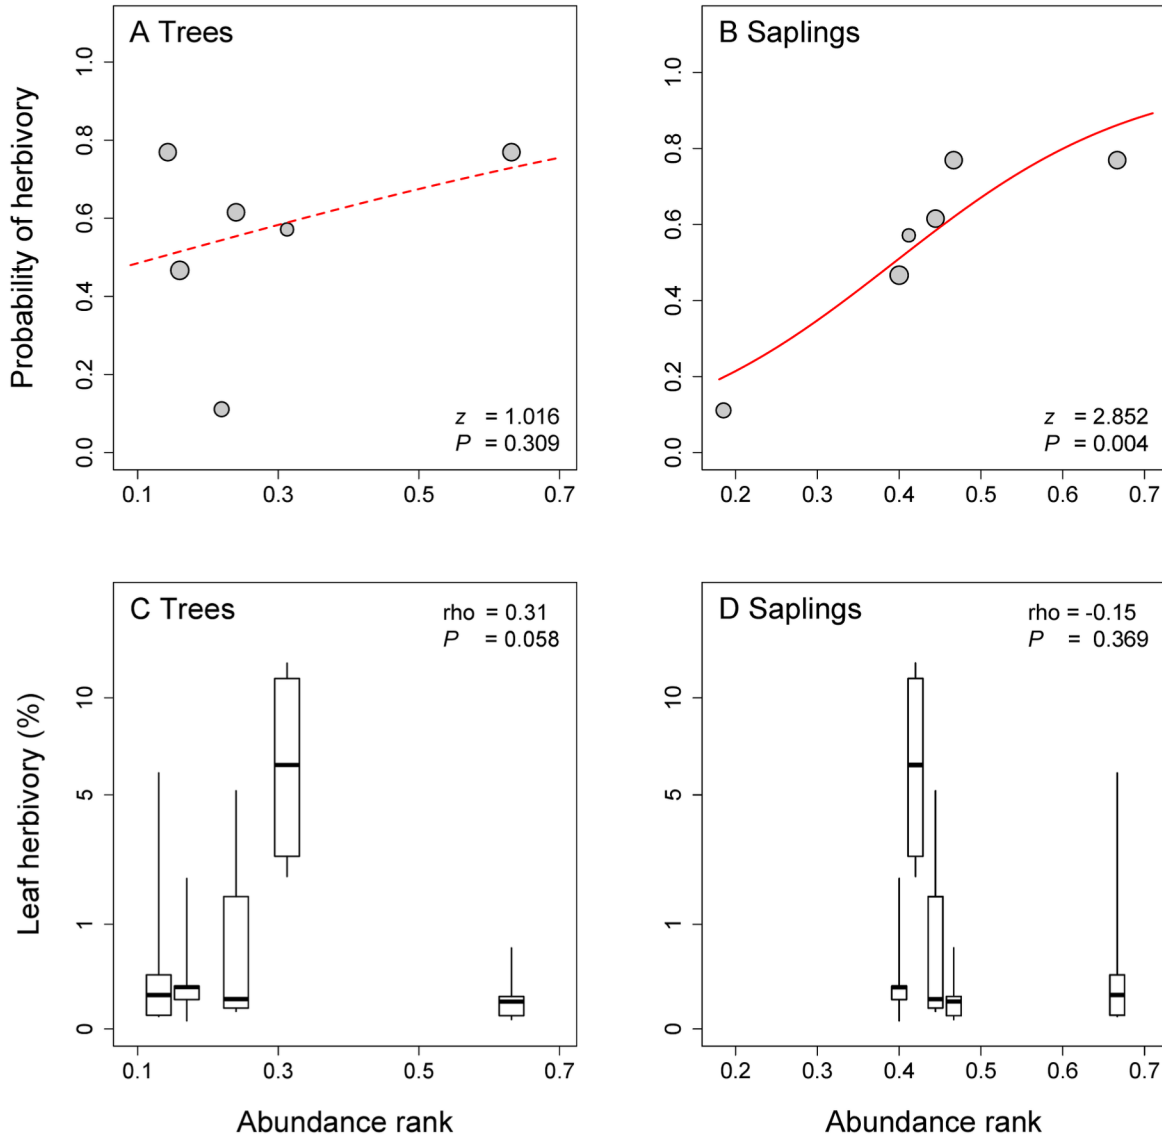 A Trees
Probability of herbivory
1.0
0.8
0.6
0.4
0.2
0.0
z = 1.016
P = 0.309
0.1 0.3 0.5 0.7
B Saplings
1.0
0.8
0.6
0.4
0.2
0.0
z = 2.852
P = 0.004
0.2 0.3 0.4 0.5 0.6 0.7
C Trees
rho = 0.31
P = 0.058
Leaf herbivory (%)
10
5
1
0
0.1 0.3 0.5 0.7
Abundance rank
D Saplings
rho = -0.15
P = 0.369
10
5
1
0
0.2 0.3 0.4 0.5 0.6 0.7
Abundance rank